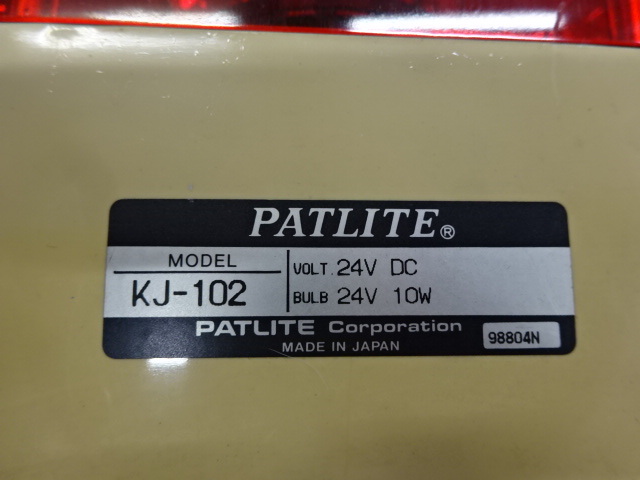 PATLITE®
MODEL
KJ-102
VOLT. 24V DC
BULB 24V 10W
PATLITE Corporation
MADE IN JAPAN
98804N